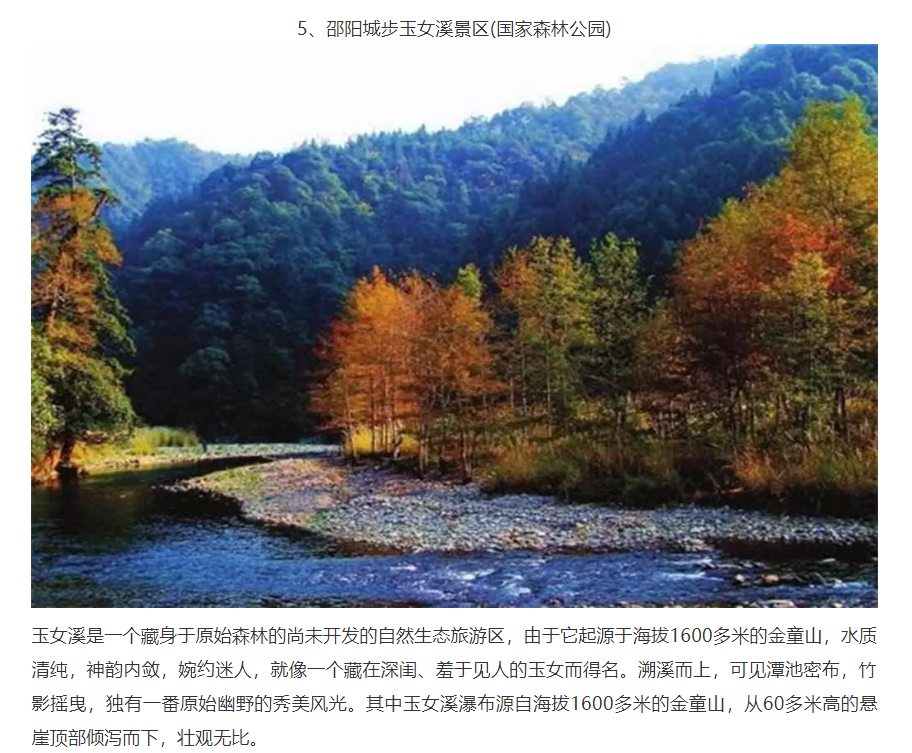 5、邵阳城步玉女溪景区(国家森林公园)
玉女溪是一个藏身于原始森林的尚未开发的自然生态旅游区，由于它起源于海拔1600多米的金童山，水质
清纯，神韵内敛，婉约迷人，就像一个藏在深闺、羞于见人的玉女而得名。溯溪而上，可见潭池密布，竹
影摇曳，独有一番原始幽野的秀美风光。其中玉女溪瀑布源自海拔1600多米的金童山，从60多米高的悬
崖顶部倾泻而下，壮观无比。